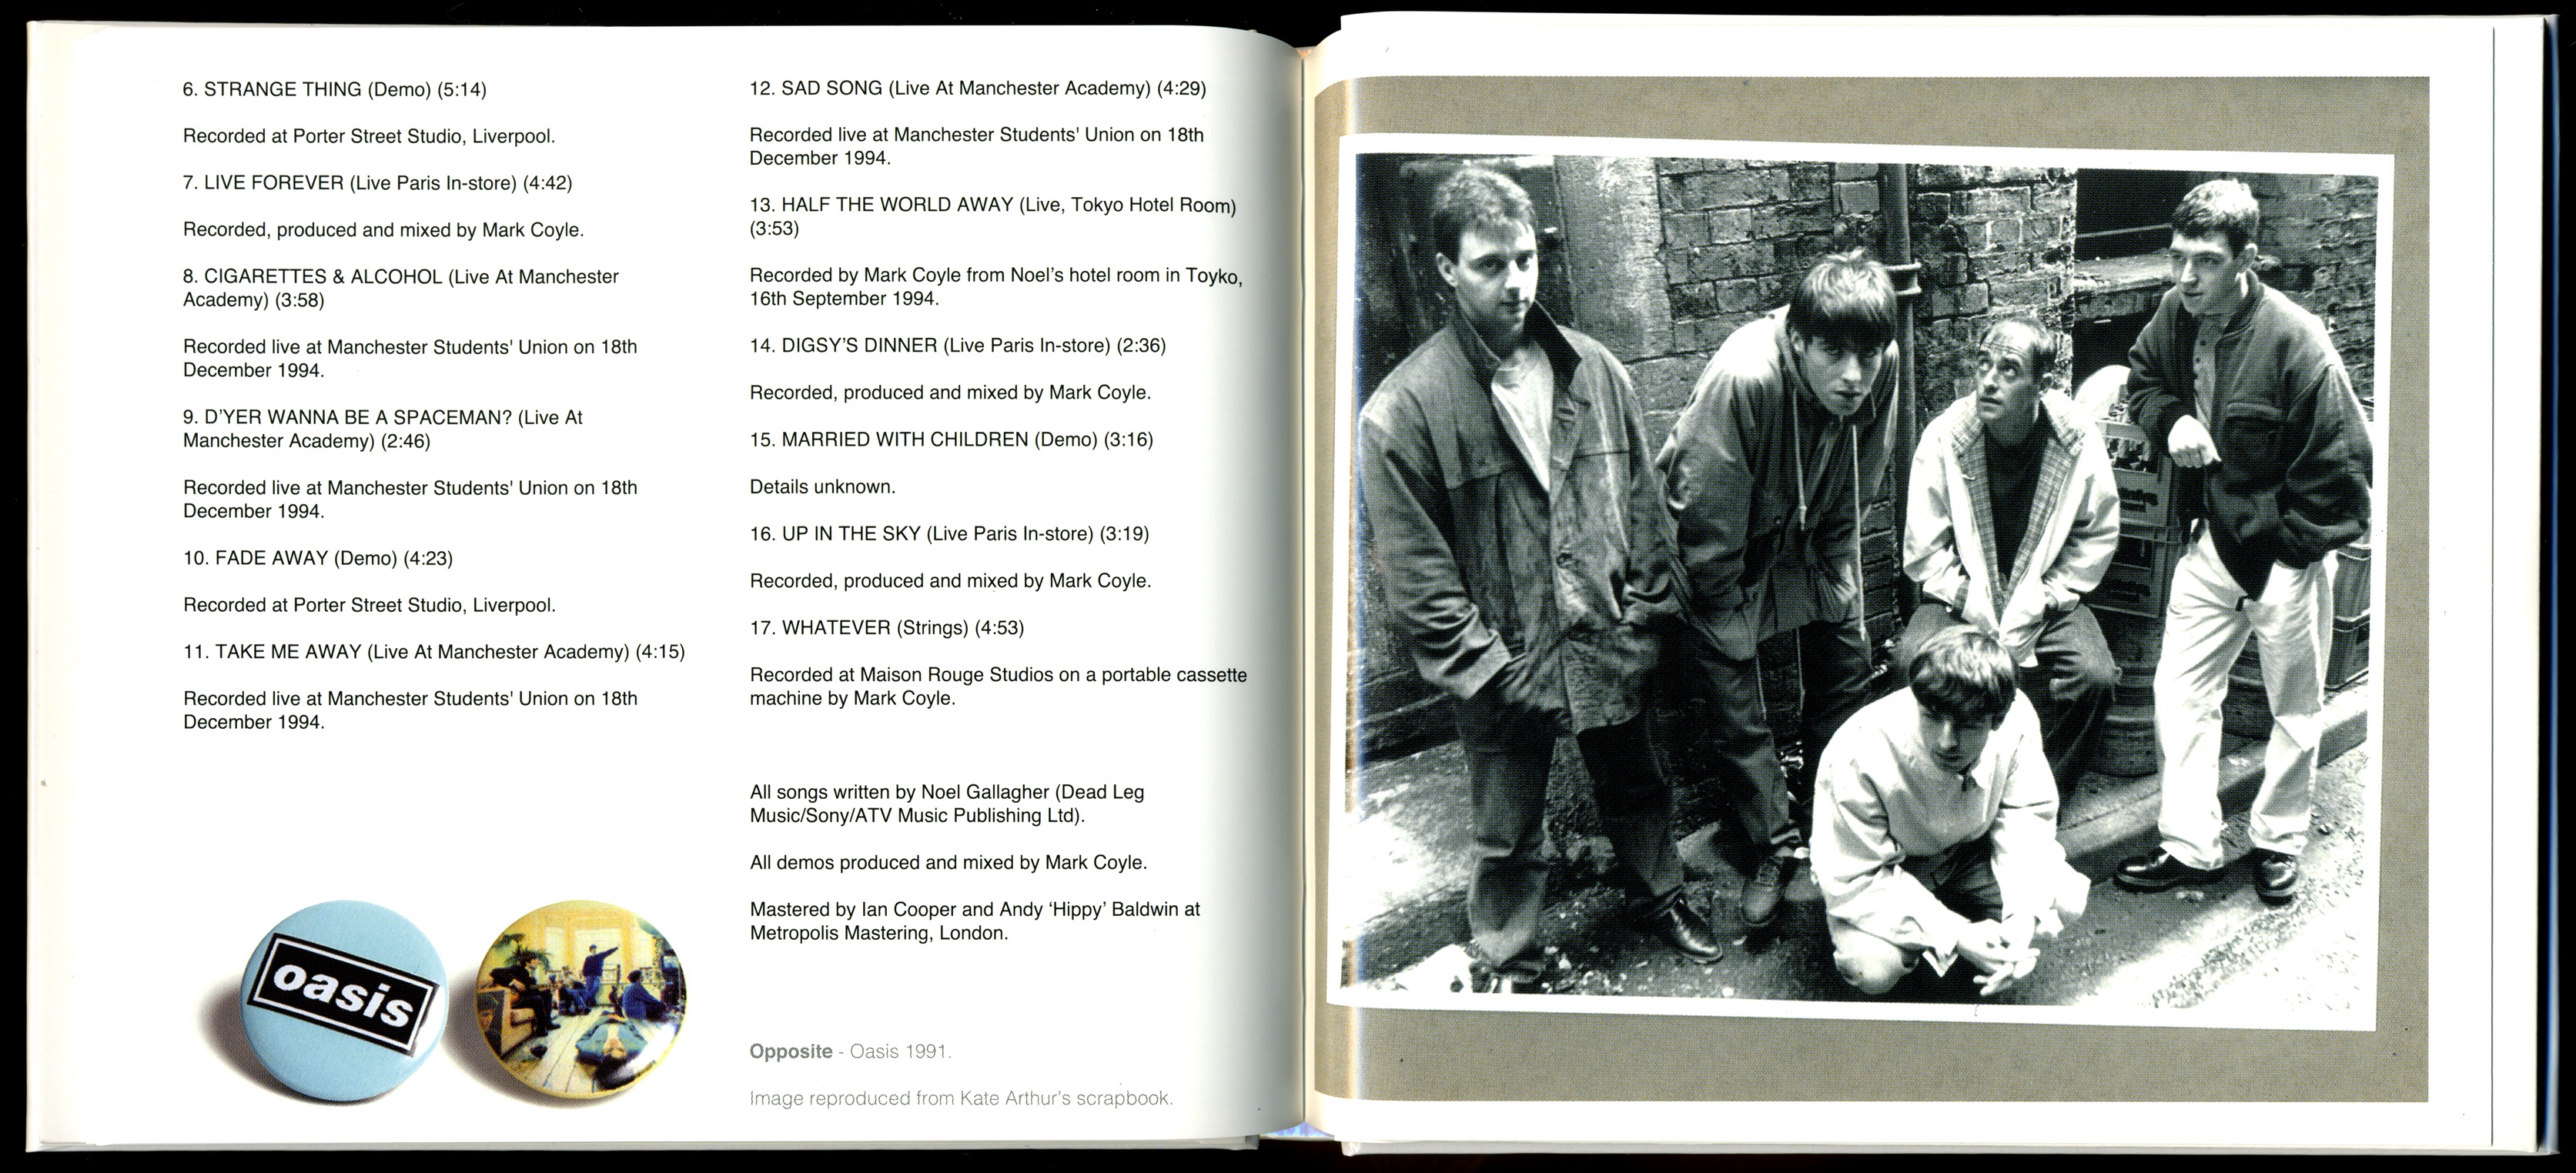 6. STRANGE THING (Demo) (5:14)
Recorded at Porter Street Studio, Liverpool.
7. LIVE FOREVER (Live Paris In-store) (4:42)
Recorded, produced and mixed by Mark Coyle.
8. CIGARETTES & ALCOHOL (Live At Manchester
Academy) (3:58)
Recorded live at Manchester Students' Union on 18th
December 1994.
9. D'YER WANNA BE A SPACEMAN? (Live At
Manchester Academy) (2:46)
Recorded live at Manchester Students' Union on 18th
December 1994.
10. FADE AWAY (Demo) (4:23)
Recorded at Porter Street Studio, Liverpool.
11. TAKE ME AWAY (Live At Manchester Academy) (4:15)
Recorded live at Manchester Students' Union on 18th
December 1994.
oasis
12. SAD SONG (Live At Manchester Academy) (4:29)
Recorded live at Manchester Students' Union on 18th
December 1994.
13. HALF THE WORLD AWAY (Live, Tokyo Hotel Room)
(3:53)
Recorded by Mark Coyle from Noel's hotel room in Toyko,
16th September 1994.
14. DIGSY'S DINNER (Live Paris In-store) (2:36)
Recorded, produced and mixed by Mark Coyle.
15. MARRIED WITH CHILDREN (Demo) (3:16)
Details unknown.
16. UP IN THE SKY (Live Paris In-store) (3:19)
Recorded, produced and mixed by Mark Coyle.
17. WHATEVER (Strings) (4:53)
Recorded at Maison Rouge Studios on a portable cassette
machine by Mark Coyle.
All songs written by Noel Gallagher (Dead Leg
Music/Sony/ATV Music Publishing Ltd).
All demos produced and mixed by Mark Coyle.
Mastered by Ian Cooper and Andy ‘Hippy’ Baldwin at
Metropolis Mastering, London.
Opposite - Oasis 1991.
Image reproduced from Kate Arthur's scrapbook.